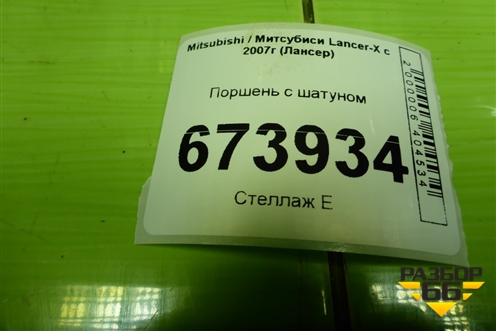 Mitsubishi / Митсубиси Lancer-X с
2007г (Лансер)
Поршень с шатуном
673934
Стеллаж Е
2000006404534
РАЗБОР
66